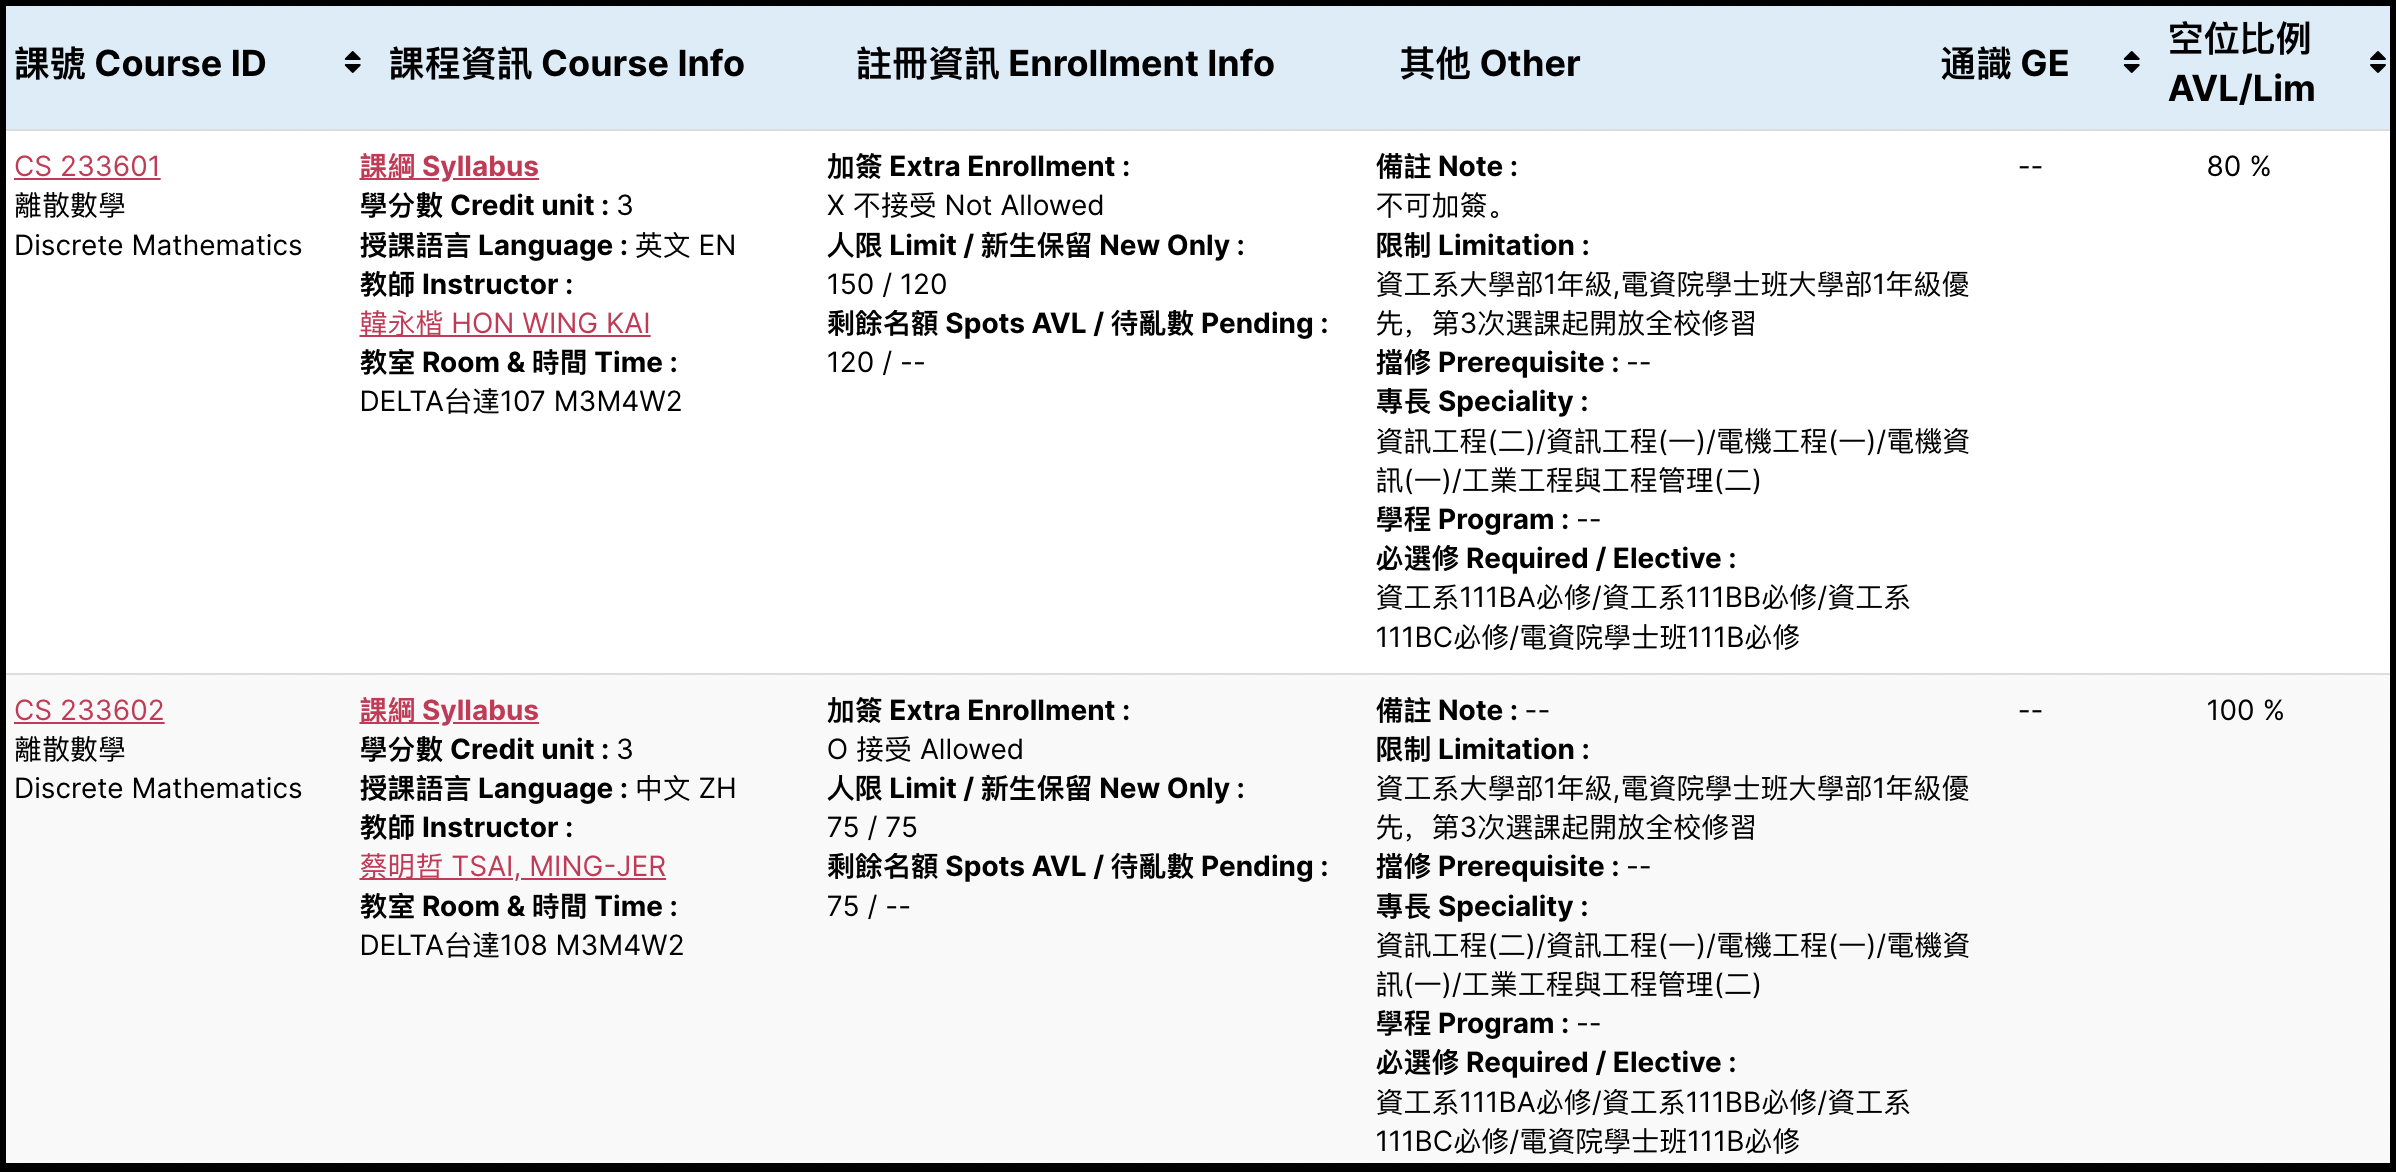 課號 Course ID
課程資訊 Course Info
註冊資訊 Enrollment Info
其他 Other
通識 GE
空位比例
AVL/Lim
CS 233601
離散數學
Discrete Mathematics
課綱 Syllabus
學分數 Credit unit : 3
授課語言 Language : 英文 EN
教師 Instructor :
韓永楷 HON WING KAI
教室 Room & 時間 Time :
DELTA台達107 M3M4W2
加簽 Extra Enrollment :
X 不接受 Not Allowed
人限 Limit / 新生保留 New Only :
150 / 120
剩餘名額 Spots AVL / 待亂數 Pending :
120 / --
備註 Note :
不可加簽。
限制 Limitation :
資工系大學部1年級,電資院學士班大學部1年級優
先，第3次選課起開放全校修習
擋修 Prerequisite : --
專長 Speciality :
資訊工程(二)/資訊工程(一)/電機工程(一)/電機資
訊(一)/工業工程與工程管理(二)
學程 Program : --
必選修 Required / Elective :
資工系111BA必修/資工系111BB必修/資工系
111BC必修/電資院學士班111B必修
--
80 %
CS 233602
離散數學
Discrete Mathematics
課綱 Syllabus
學分數 Credit unit : 3
授課語言 Language : 中文 ZH
教師 Instructor :
蔡明哲 TSAI, MING-JER
教室 Room & 時間 Time :
DELTA台達108 M3M4W2
加簽 Extra Enrollment :
O 接受 Allowed
人限 Limit / 新生保留 New Only :
75 / 75
剩餘名額 Spots AVL / 待亂數 Pending :
75 / --
備註 Note : --
限制 Limitation :
資工系大學部1年級,電資院學士班大學部1年級優
先，第3次選課起開放全校修習
擋修 Prerequisite : --
專長 Speciality :
資訊工程(二)/資訊工程(一)/電機工程(一)/電機資
訊(一)/工業工程與工程管理(二)
學程 Program : --
必選修 Required / Elective :
資工系111BA必修/資工系111BB必修/資工系
111BC必修/電資院學士班111B必修
--
100 %